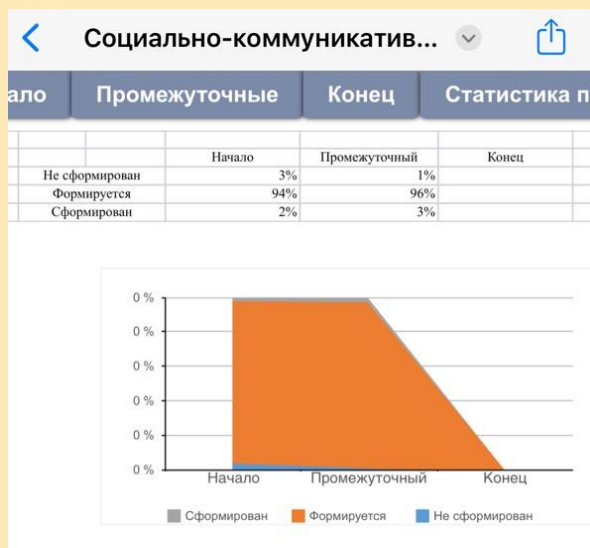 Социально-коммуникатив...
ало Промежуточные Конец Статистика п
Начало Промежуточный Конец
Не сформирован 3% 1%
Формируется 94% 96%
Сформирован 2% 3%
0 %
0 %
0 %
0 %
0 %
0 %
Начало Промежуточный Конец
Сформирован Формируется Не сформирован